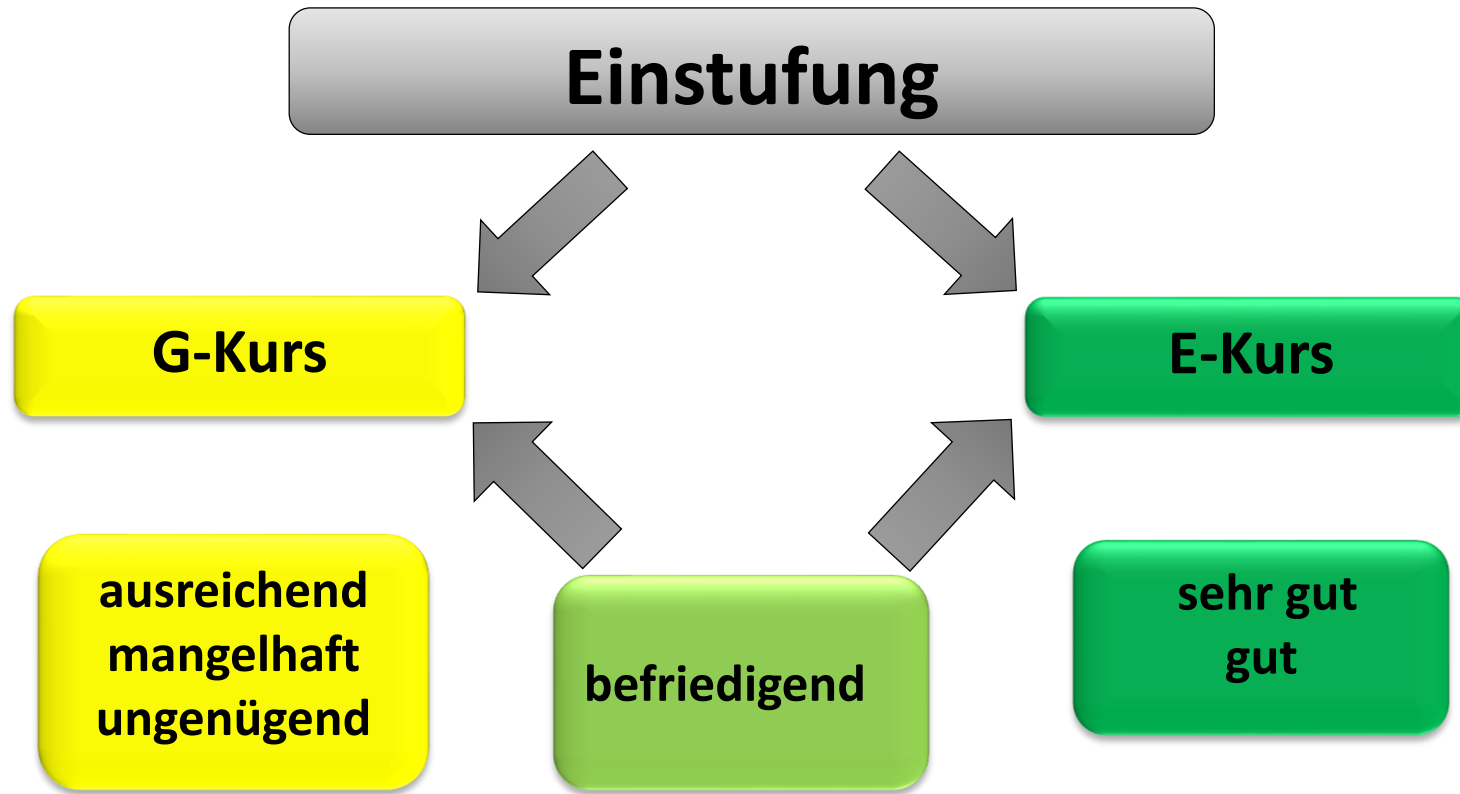 Einstufung
G-Kurs
E-Kurs
ausreichend
mangelhaft
ungenügend
befriedigend
sehr gut
gut